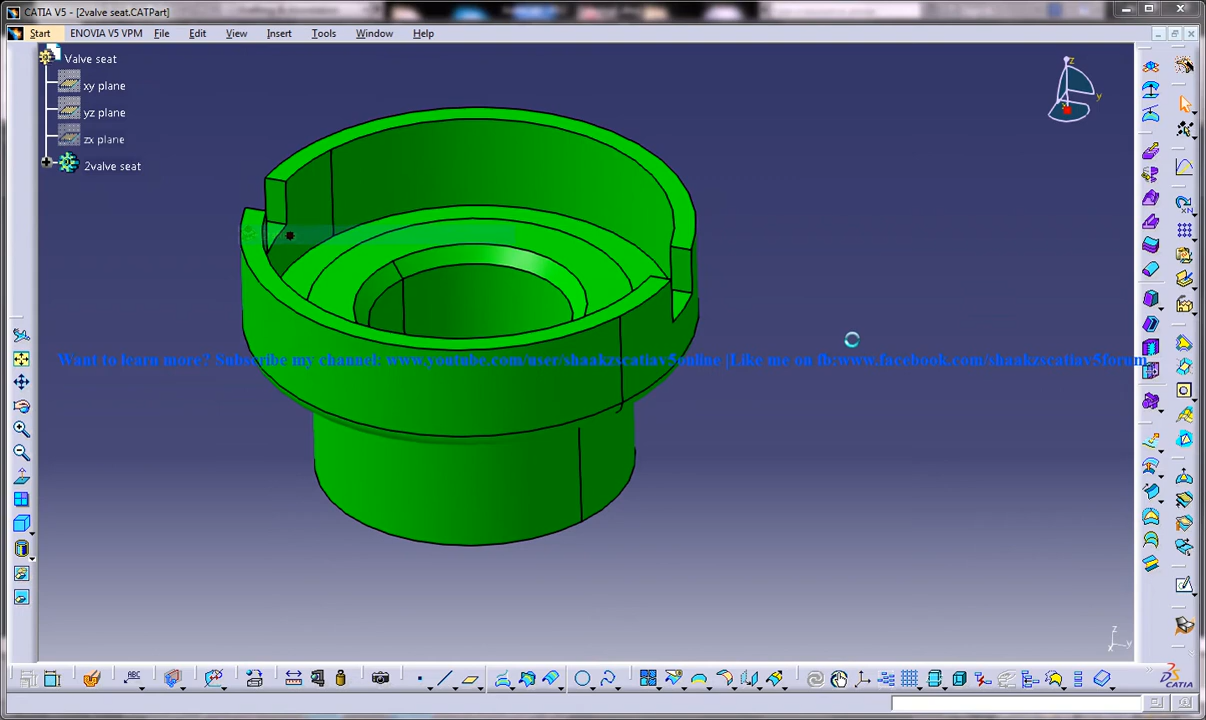 CATIA V5 - [2valve seat.CATPart]
Start ENOVIA V5 VPM File Edit View Insert Tools Window Help
Valve seat
xy plane
yz plane
zx plane
2valve seat
z
y
Want to learn more? Subscribe my channel: www.youtube.com/user/shaakzscatiav5online |Like me on fb:www.facebook.com/shaakzscatiav5forum
z
y
x
ABC
CATIA